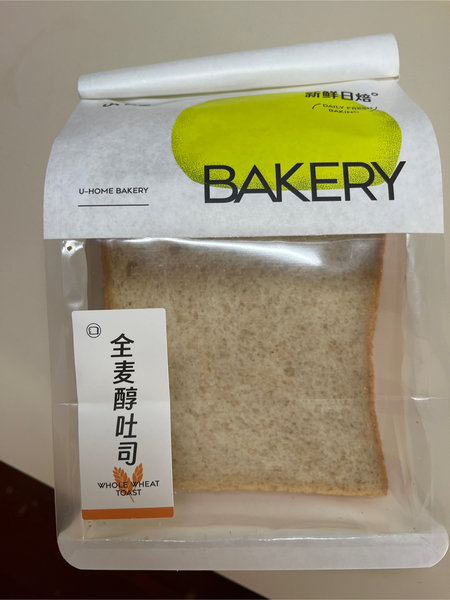 新鲜日焙
DAILY FRESH
BAKING
BAKERY
U-HOME BAKERY
全麦醇吐司
WHOLE WHEAT
TOAST